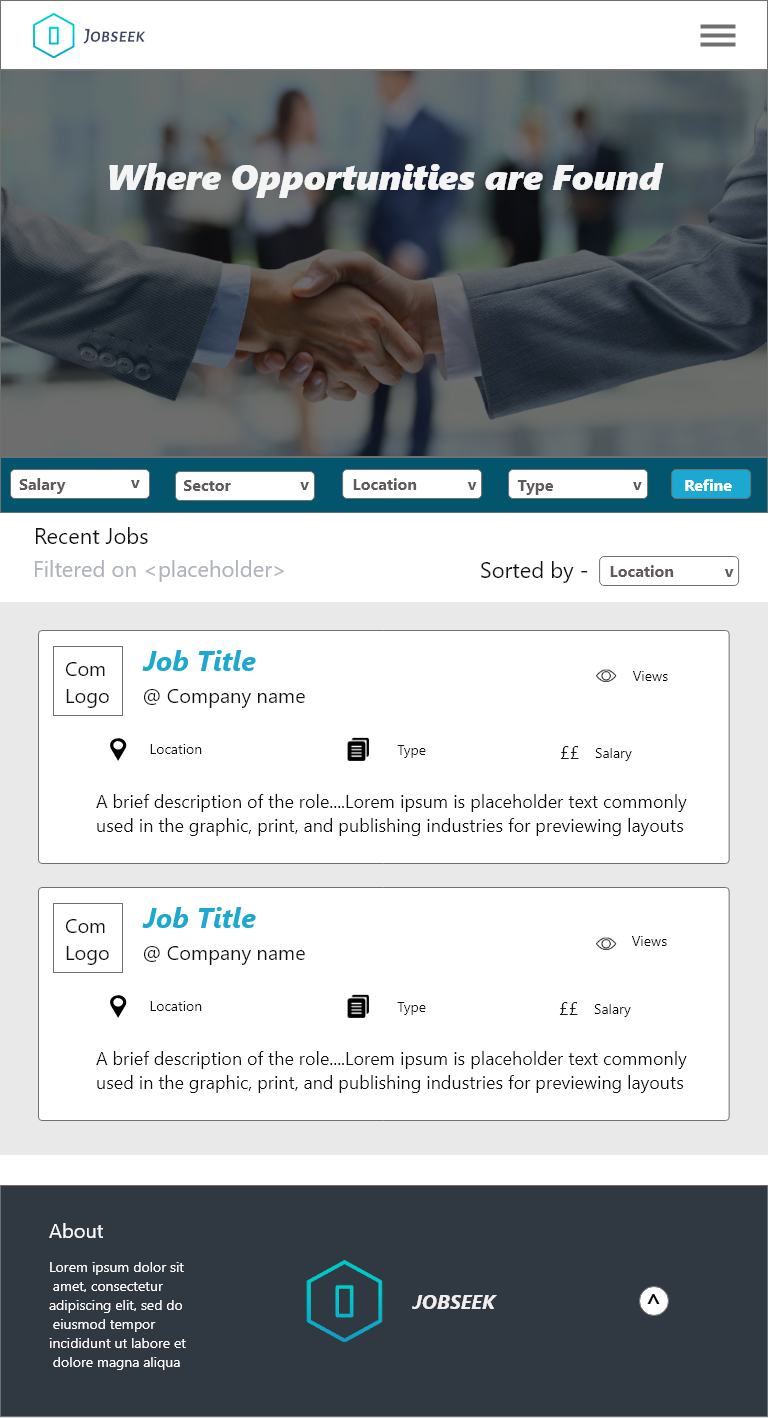 JOBSEEK
Where Opportunities are Found
Salary v Sector v Location v Type v Refine
Recent Jobs
Filtered on <placeholder>
Sorted by - Location v
Com
Logo
Job Title
@ Company name
Views
Location Type ££ Salary
A brief description of the role....Lorem ipsum is placeholder text commonly
used in the graphic, print, and publishing industries for previewing layouts
Com
Logo
Job Title
@ Company name
Views
Location Type ££ Salary
A brief description of the role....Lorem ipsum is placeholder text commonly
used in the graphic, print, and publishing industries for previewing layouts
About
Lorem ipsum dolor sit
amet, consectetur
adipiscing elit, sed do
eiusmod tempor
incididunt ut labore et
dolore magna aliqua
JOBSEEK
^